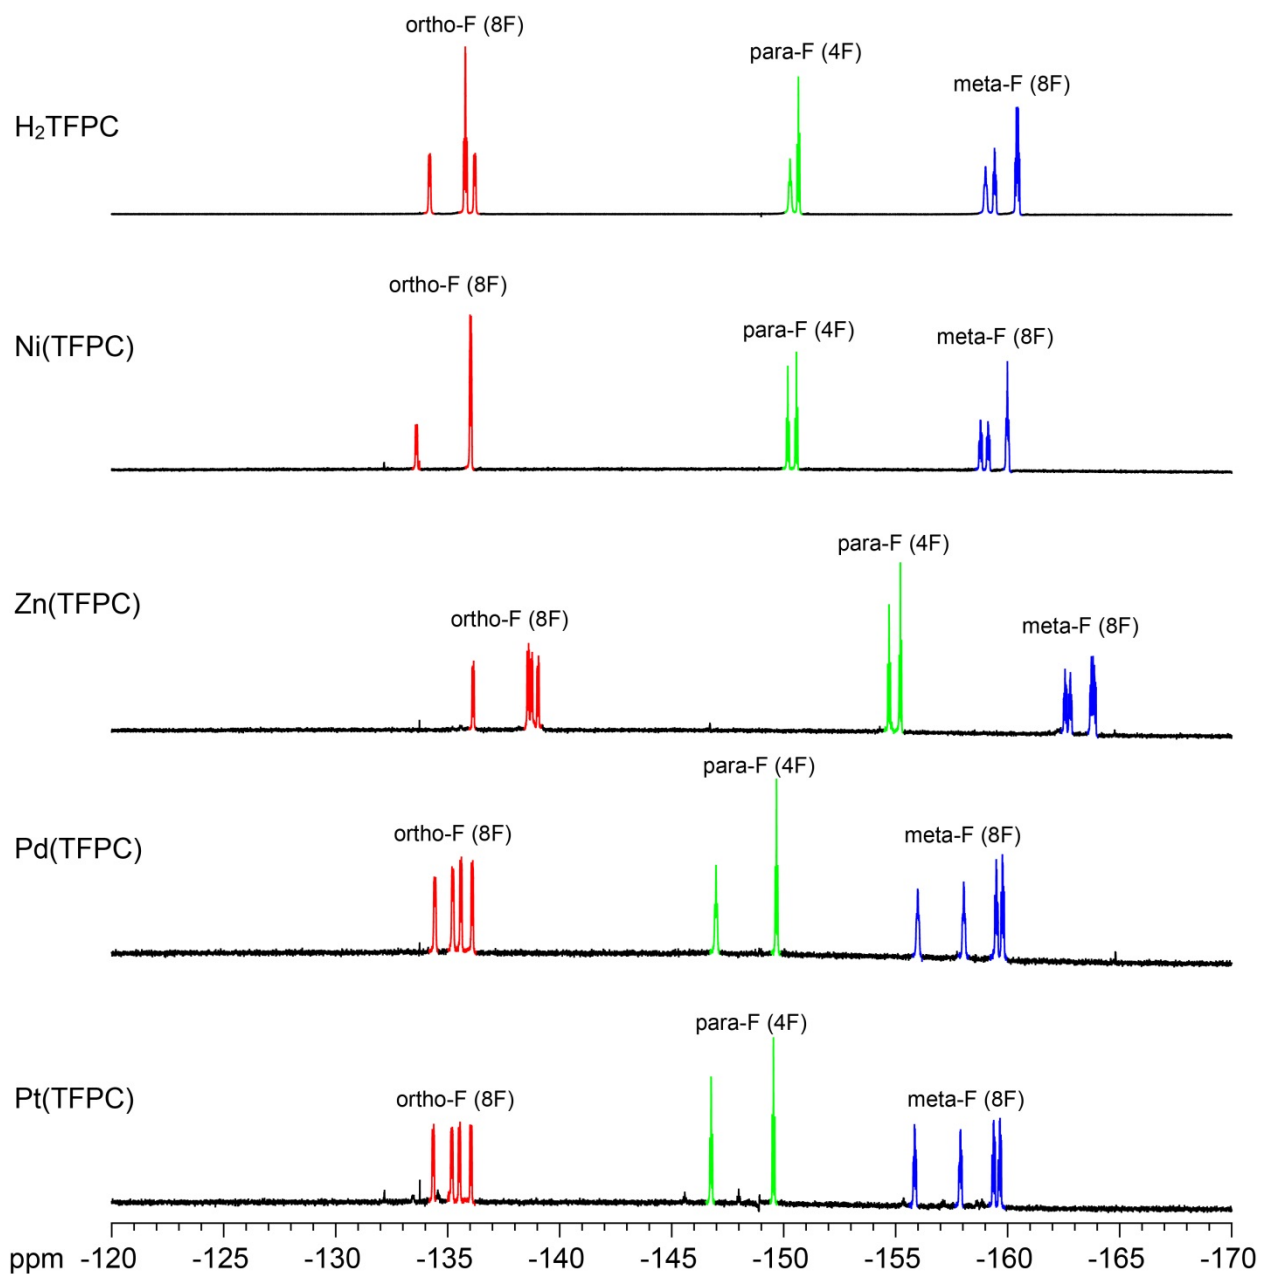 ortho-F (8F)
para-F (4F)
meta-F (8F)
H₂TFPC
ortho-F (8F)
para-F (4F)
meta-F (8F)
Ni(TFPC)
para-F (4F)
Zn(TFPC)
ortho-F (8F)
meta-F (8F)
para-F (4F)
ortho-F (8F)
meta-F (8F)
Pd(TFPC)
para-F (4F)
Pt(TFPC)
ortho-F (8F)
meta-F (8F)
ppm -120 -125 -130 -135 -140 -145 -150 -155 -160 -165 -170